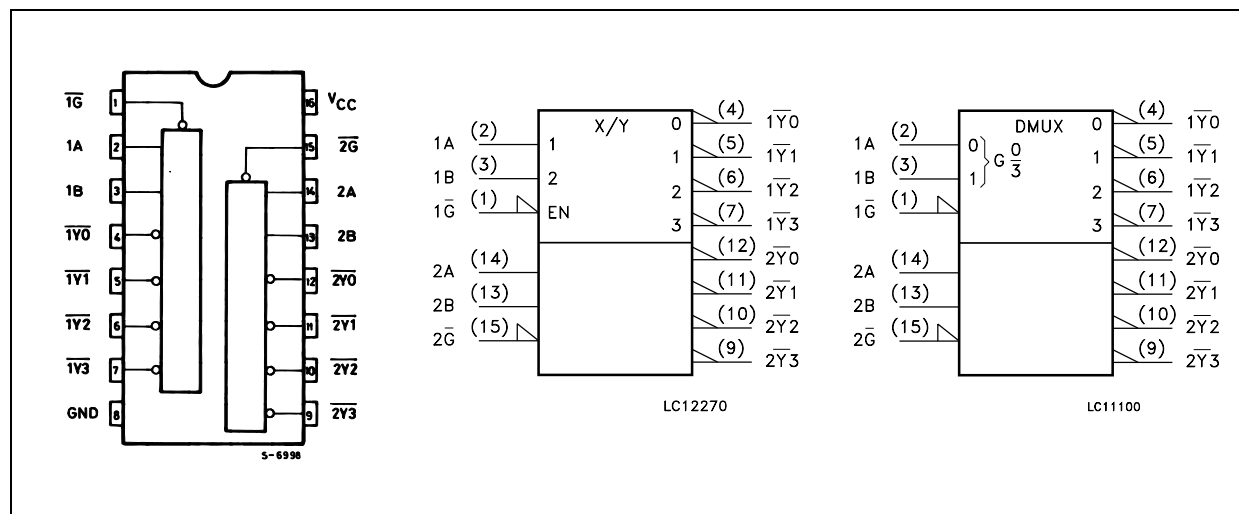 1G̅ 1 16 VCC
1A 2 15 2G̅
1B 3 14 2A
1Y0̅ 4 13 2B
1Y1̅ 5 12 2Y0̅
1Y2̅ 6 11 2Y1̅
1Y3̅ 7 10 2Y2̅
GND 8 9 2Y3̅
S-6998
X/Y
1A (2) 1 0 (4) 1Y0̅
1B (3) 2 1 (5) 1Y1̅
1G̅ (1) EN 2 (6) 1Y2̅
3 (7) 1Y3̅
2A (14) (12) 2Y0̅
2B (13) (11) 2Y1̅
2G̅ (15) (10) 2Y2̅
(9) 2Y3̅
LC12270
DMUX
1A (2) 0 } G 0/3 0 (4) 1Y0̅
1B (3) 1 1 (5) 1Y1̅
1G̅ (1) 2 (6) 1Y2̅
3 (7) 1Y3̅
2A (14) (12) 2Y0̅
2B (13) (11) 2Y1̅
2G̅ (15) (10) 2Y2̅
(9) 2Y3̅
LC11100